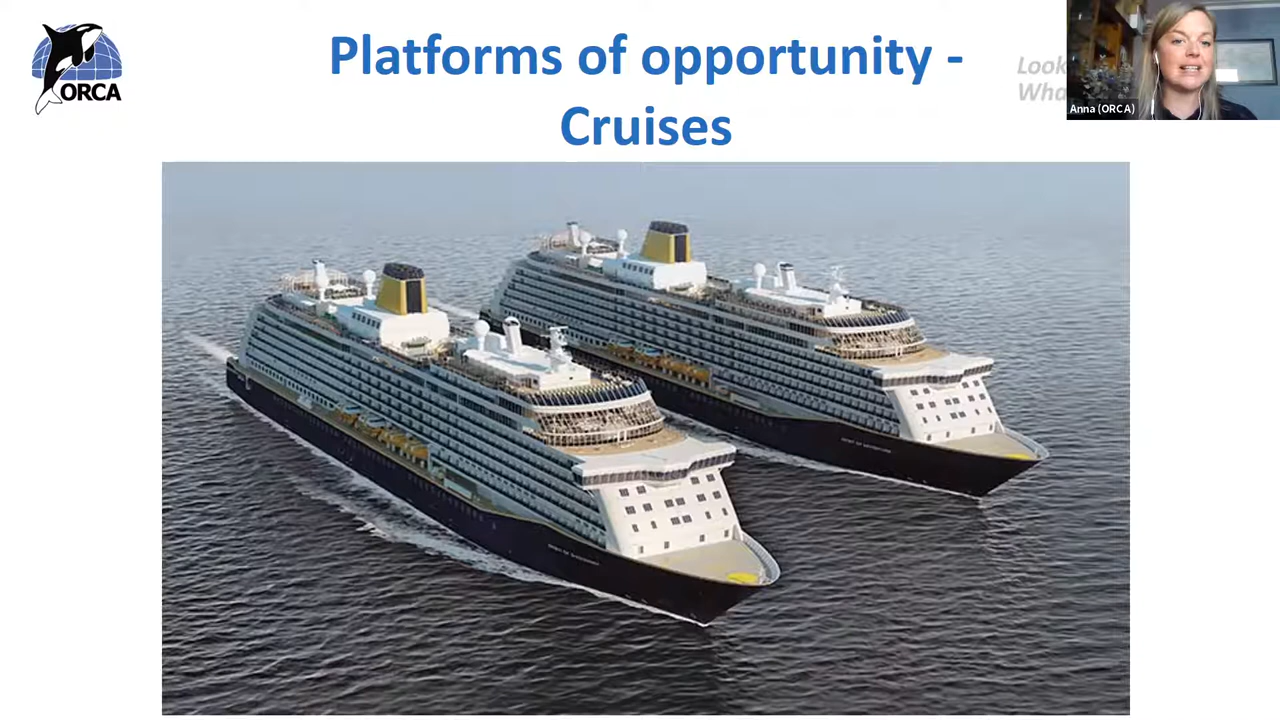 ORCA
Platforms of opportunity -
Cruises
Look
Wha
Anna (ORCA)